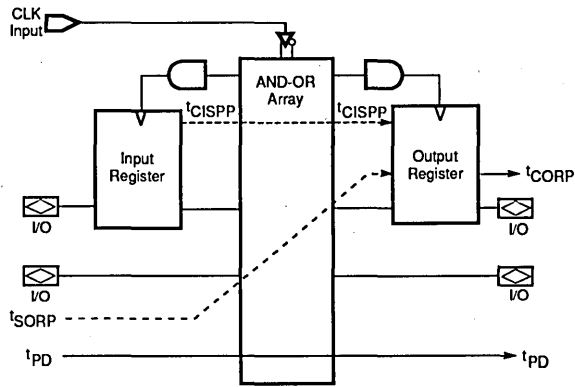 CLK
Input
AND-OR
Array
tCISPP
tCISPP
Input
Register
Output
Register
tCORP
I/O
I/O
I/O
I/O
tSORP
tPD
tPD